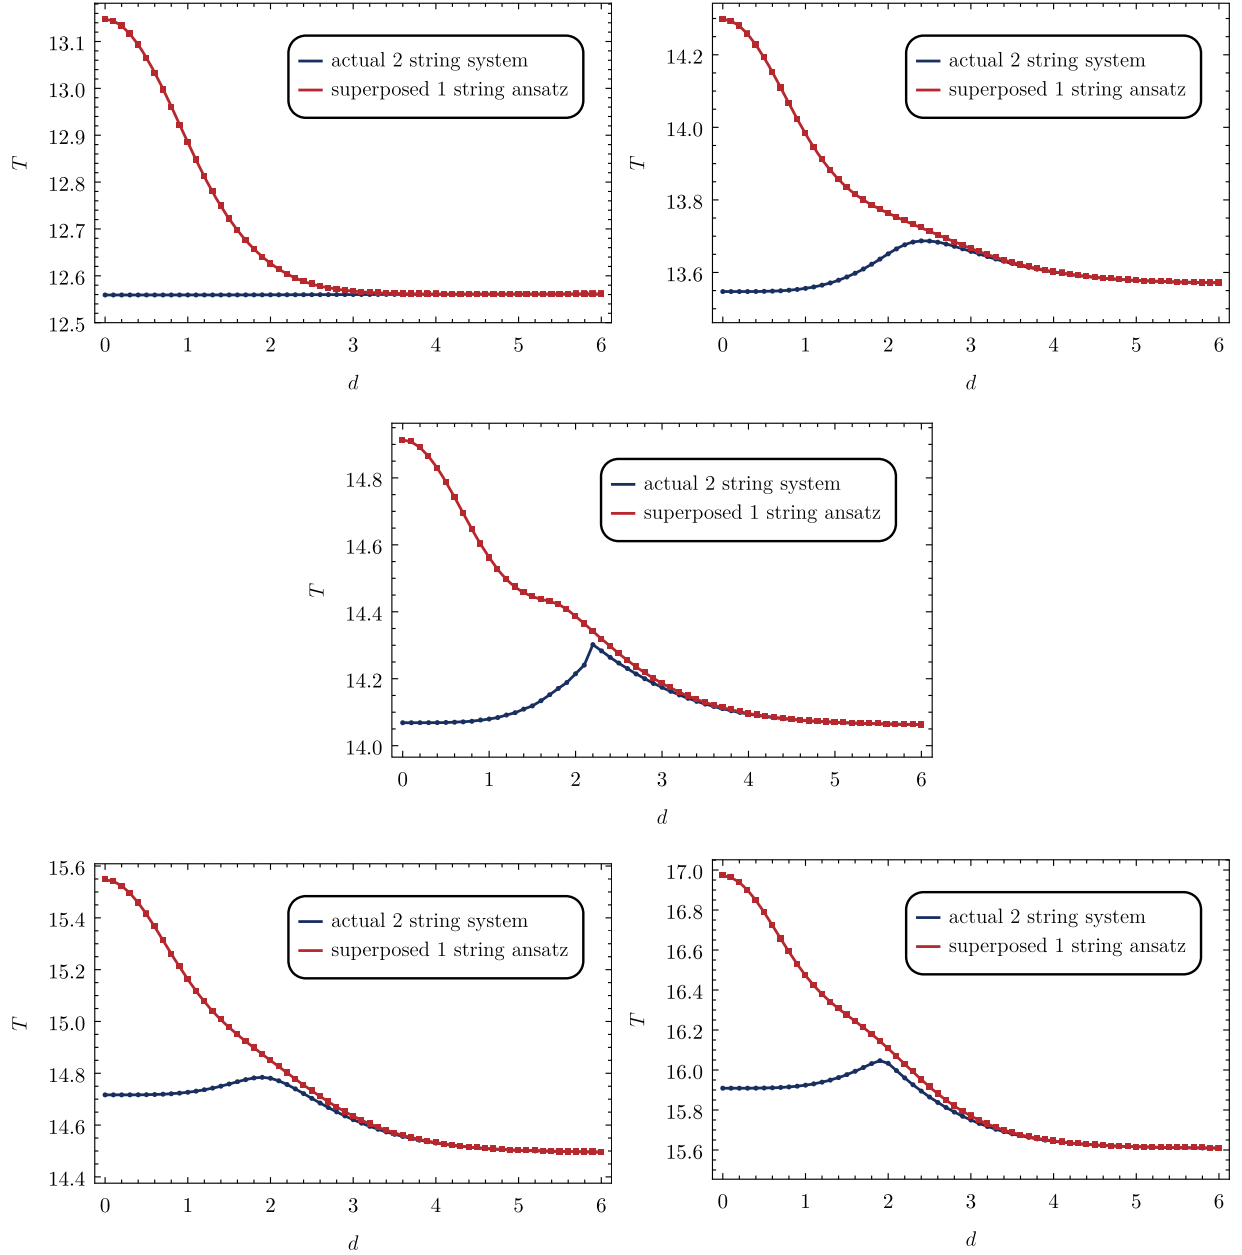 13.1
13.0
12.9
12.8
12.7
12.6
12.5
T
actual 2 string system
superposed 1 string ansatz
0 1 2 3 4 5 6
d
14.2
14.0
13.8
13.6
T
actual 2 string system
superposed 1 string ansatz
0 1 2 3 4 5 6
d
14.8
14.6
14.4
14.2
14.0
T
actual 2 string system
superposed 1 string ansatz
0 1 2 3 4 5 6
d
15.6
15.4
15.2
15.0
14.8
14.6
14.4
T
actual 2 string system
superposed 1 string ansatz
0 1 2 3 4 5 6
d
17.0
16.8
16.6
16.4
16.2
16.0
15.8
15.6
T
actual 2 string system
superposed 1 string ansatz
0 1 2 3 4 5 6
d